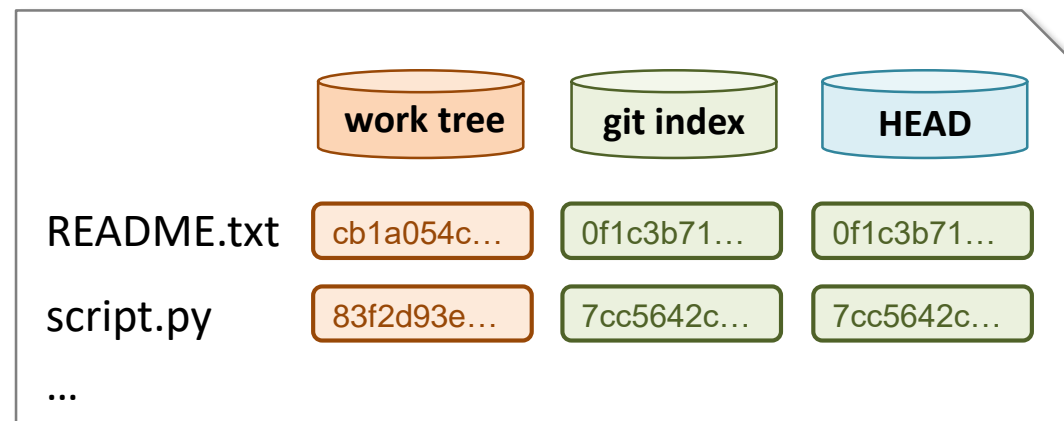 work tree git index HEAD
README.txt cb1a054c… 0f1c3b71… 0f1c3b71…
script.py 83f2d93e… 7cc5642c… 7cc5642c…
…